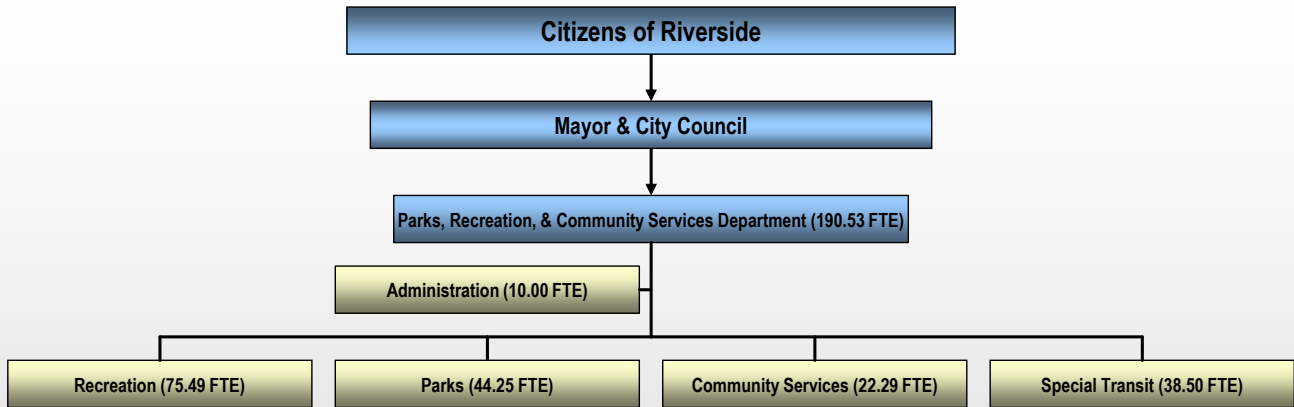 Citizens of Riverside
Mayor & City Council
Parks, Recreation, & Community Services Department (190.53 FTE)
Administration (10.00 FTE)
Recreation (75.49 FTE)
Parks (44.25 FTE)
Community Services (22.29 FTE)
Special Transit (38.50 FTE)